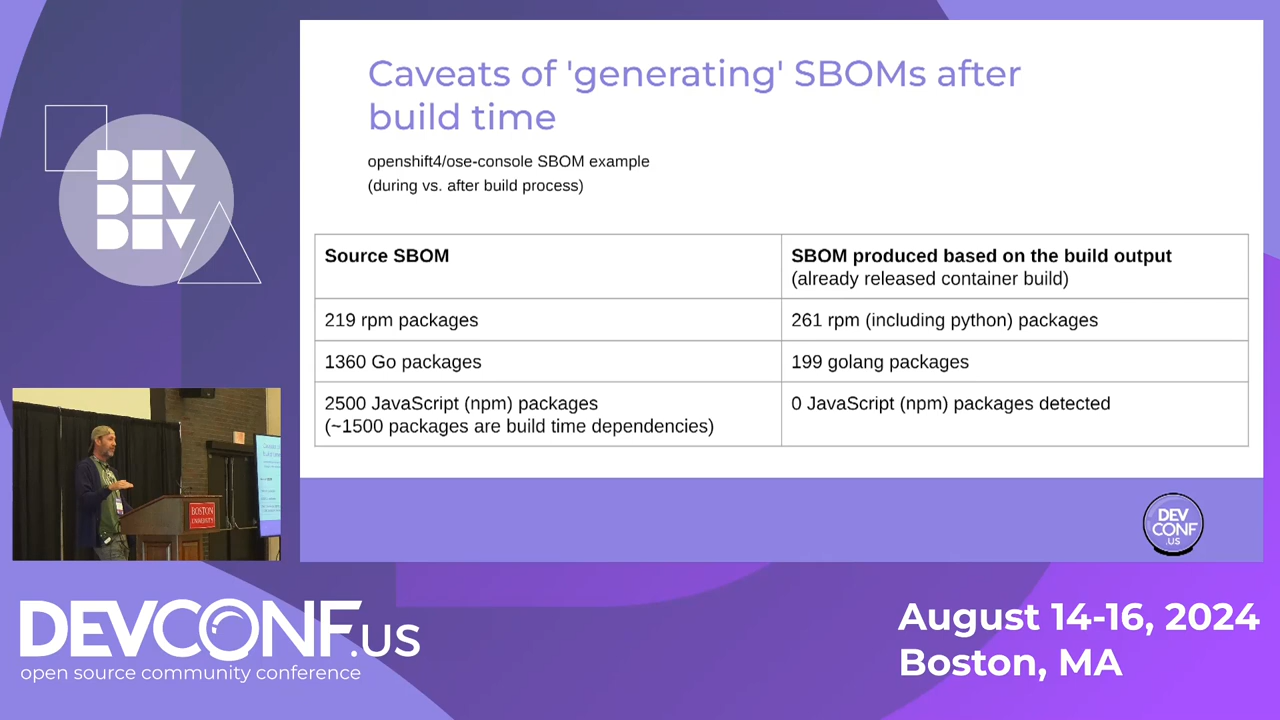 DEV
DEV
DEV
Caveats of 'generating' SBOMs after
build time
openshift4/ose-console SBOM example
(during vs. after build process)
Source SBOM
SBOM produced based on the build output
(already released container build)
219 rpm packages
261 rpm (including python) packages
1360 Go packages
199 golang packages
2500 JavaScript (npm) packages
(~1500 packages are build time dependencies)
0 JavaScript (npm) packages detected
BOSTON
UNIVERSITY
DEV
CONF
.US
DEVCONF.us
open source community conference
August 14-16, 2024
Boston, MA